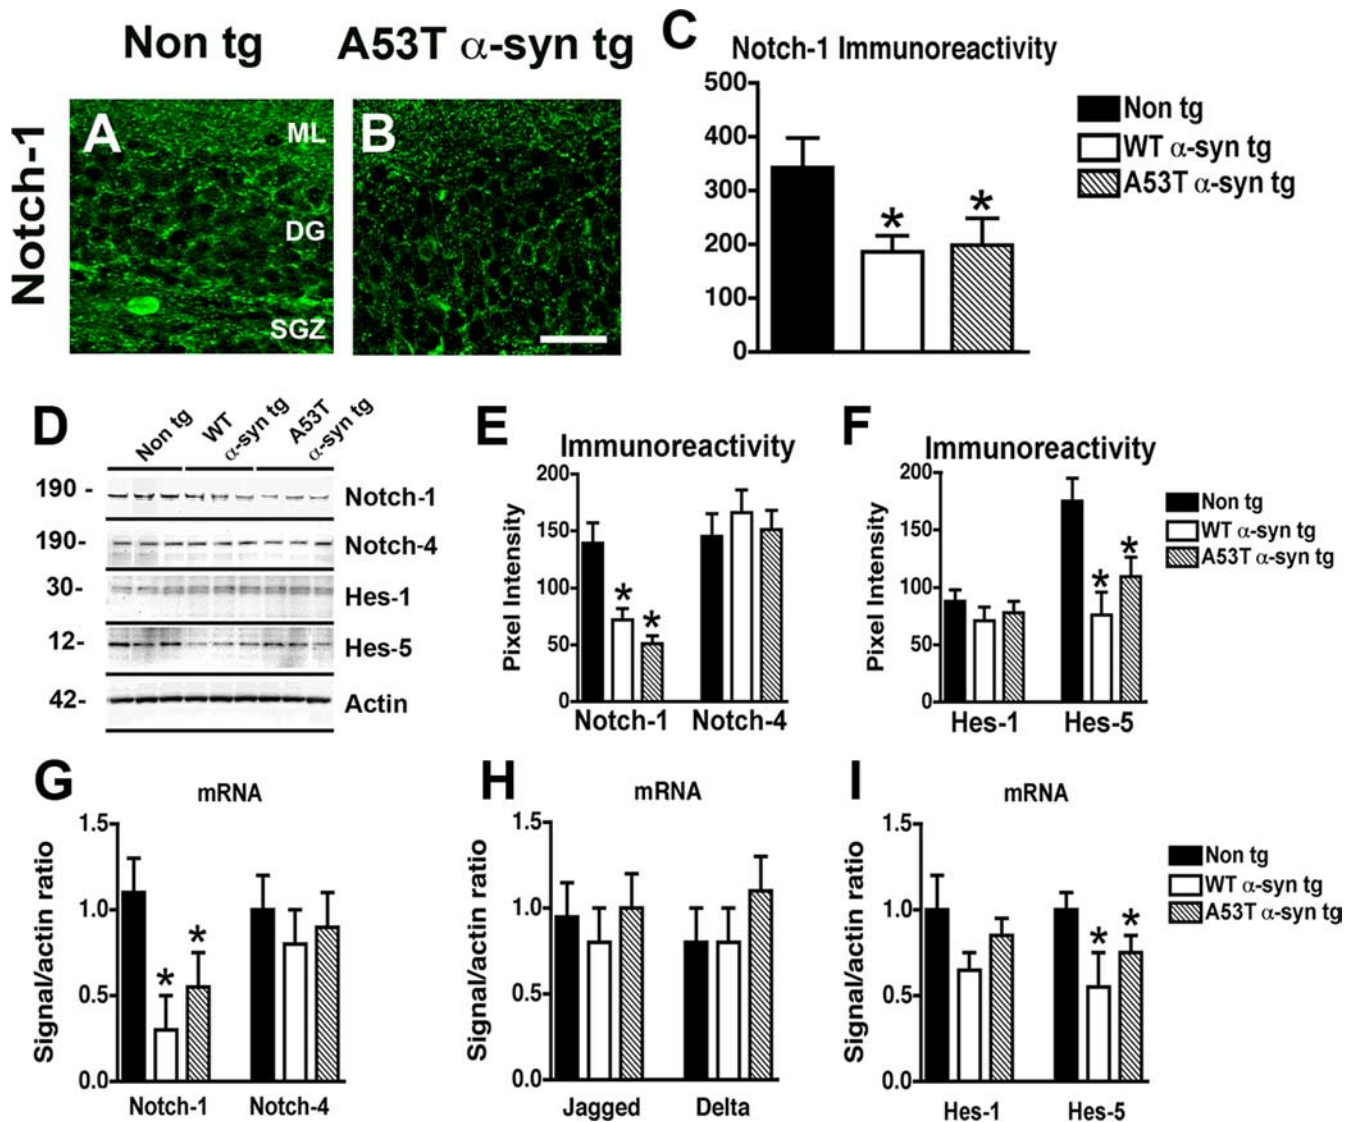 Non tg
A53T α-syn tg
Notch-1
A
ML
DG
SGZ
B
C
Notch-1 Immunoreactivity
500
400
300
200
100
0
*
*
Non tg
WT α-syn tg
A53T α-syn tg
D
Non tg
WT
α-syn tg
A53T
α-syn tg
190 -
Notch-1
190-
Notch-4
30-
Hes-1
12-
Hes-5
42-
Actin
E
Immunoreactivity
Pixel Intensity
200
150
100
50
0
*
*
Notch-1
Notch-4
F
Immunoreactivity
Pixel Intensity
200
150
100
50
0
*
*
Hes-1
Hes-5
Non tg
WT α-syn tg
A53T α-syn tg
G
mRNA
Signal/actin ratio
1.5
1.0
0.5
0.0
*
*
Notch-1
Notch-4
H
mRNA
Signal/actin ratio
1.5
1.0
0.5
0.0
Jagged
Delta
I
mRNA
Signal/actin ratio
1.5
1.0
0.5
0.0
*
*
Hes-1
Hes-5
Non tg
WT α-syn tg
A53T α-syn tg